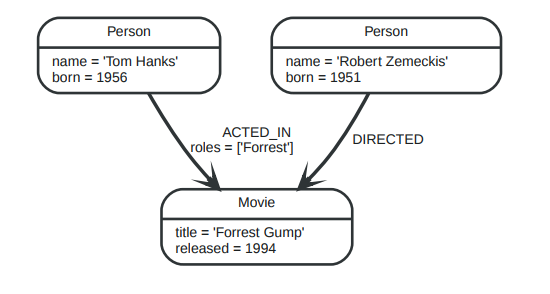 Person
name = 'Tom Hanks'
born = 1956
Person
name = 'Robert Zemeckis'
born = 1951
ACTED_IN
roles = ['Forrest']
DIRECTED
Movie
title = 'Forrest Gump'
released = 1994